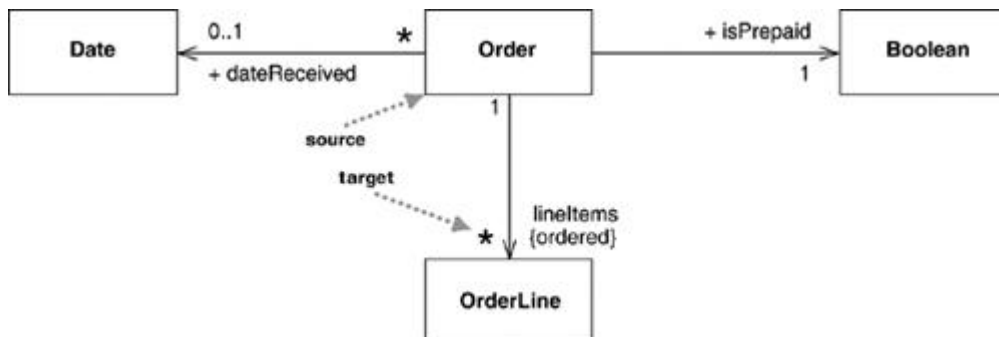 Date
0..1
*
+ dateReceived
Order
+ isPrepaid
1
Boolean
1
source
target
*
lineItems
{ordered}
OrderLine